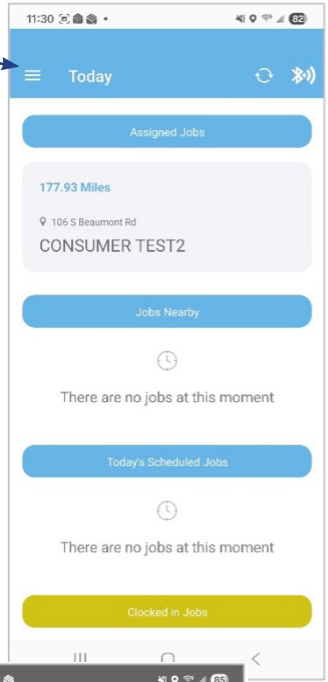 11:30
82
Today
Assigned Jobs
177.93 Miles
106 S Beaumont Rd
CONSUMER TEST2
Jobs Nearby
There are no jobs at this moment
Today's Scheduled Jobs
There are no jobs at this moment
Clocked in Jobs
85